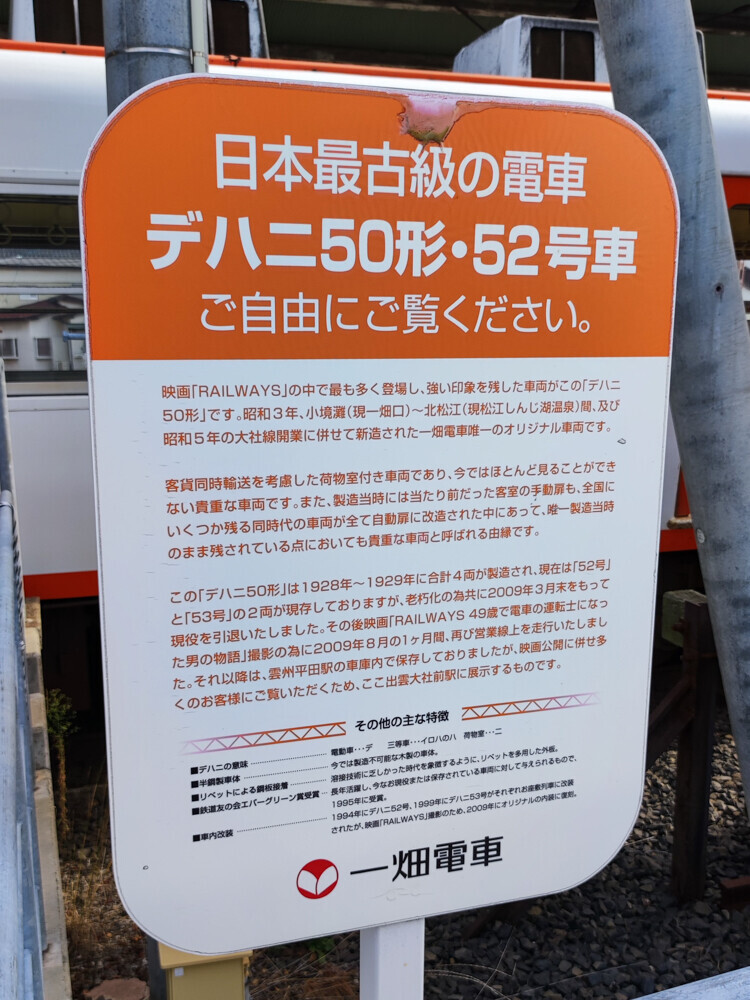 日本最古級の電車
デハニ50形・52号車
ご自由にご覧ください。
映画「RAILWAYS」の中で最も多く登場し、強い印象を残した車両がこの「デハニ
50形」です。昭和3年、小境灘(現一畑口)〜北松江(現松江しんじ湖温泉)間、及び
昭和5年の大社線開業に併せて新造された一畑電車唯一のオリジナル車両です。
客貨同時輸送を考慮した荷物室付き車両であり、今ではほとんど見ることができ
ない貴重な車両です。また、製造当時には当たり前だった客室の手動扉も、全国に
いくつか残る同時代の車両が全て自動扉に改造された中にあって、唯一製造当時
のまま残されている点においても貴重な車両と呼ばれる由縁です。
この「デハニ50形」は1928年〜1929年に合計4両が製造され、現在は「52号」
と「53号」の2両が現存しておりますが、老朽化の為共に2009年3月末をもって
現役を引退いたしました。その後映画「RAILWAYS 49歳で電車の運転士になっ
た男の物語」撮影の為に2009年8月の1ヶ月間、再び営業線上を走行いたしまし
た。それ以降は、雲州平田駅の車庫内で保存しておりましたが、映画公開に併せ多
くのお客様にご覧いただくため、ここ出雲大社前駅に展示するものです。
その他の主な特徴
■デハニの意味 電動車…デ 三等車…イロハのハ 荷物室…ニ
■半鋼製車体 今では製造不可能な木製の車体。
■リベットによる鋼板接着 溶接技術に乏しかった時代を象徴するように、リベットを多用した外板。
■鉄道友の会エバーグリーン賞受賞 長年活躍し、今なお現役または保存されている車両に対して与えられるもので、
1995年に受賞。
■車内改装 1994年にデハニ52号、1999年にデハニ53号がそれぞれお座敷列車に改装
されたが、映画「RAILWAYS」撮影のため、2009年にオリジナルの内装に復刻。
一畑電車